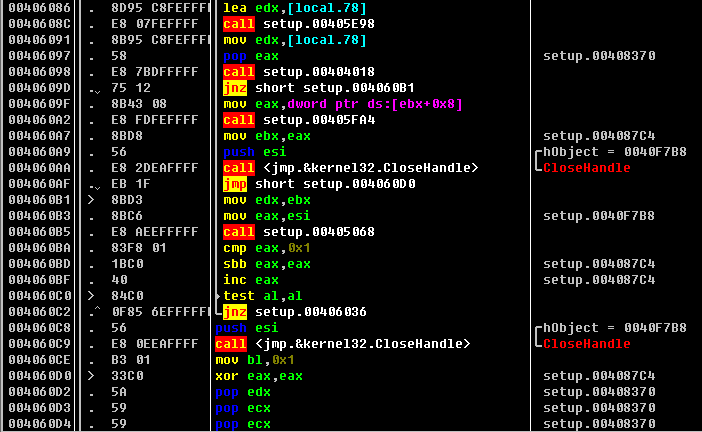 00406086 . 8D95 C8FEFFFF lea edx,[local.78]
0040608C . E8 07FEFFFF call setup.00405E98
00406091 . 8B95 C8FEFFFF mov edx,[local.78]
00406097 . 58 pop eax setup.00408370
00406098 . E8 7BDFFFFF call setup.00404018
0040609D . 75 12 jnz short setup.004060B1
0040609F . 8B43 08 mov eax,dword ptr ds:[ebx+0x8]
004060A2 . E8 FDFEFFFF call setup.00405FA4
004060A7 . 8BD8 mov ebx,eax setup.004087C4
004060A9 . 56 push esi hObject = 0040F7B8
004060AA . E8 2DEAFFFF call <jmp.&kernel32.CloseHandle> CloseHandle
004060AF . EB 1F jmp short setup.004060D0
004060B1 > 8BD3 mov edx,ebx
004060B3 . 8BC6 mov eax,esi setup.0040F7B8
004060B5 . E8 AEEFFFFF call setup.00405068
004060BA . 83F8 01 cmp eax,0x1
004060BD . 1BC0 sbb eax,eax setup.004087C4
004060BF . 40 inc eax setup.004087C4
004060C0 > 84C0 test al,al
004060C2 .^ 0F85 6EFFFFFF jnz setup.00406036
004060C8 . 56 push esi hObject = 0040F7B8
004060C9 . E8 0EEAFFFF call <jmp.&kernel32.CloseHandle> CloseHandle
004060CE . B3 01 mov bl,0x1
004060D0 > 33C0 xor eax,eax setup.004087C4
004060D2 . 5A pop edx setup.00408370
004060D3 . 59 pop ecx setup.00408370
004060D4 . 59 pop ecx setup.00408370